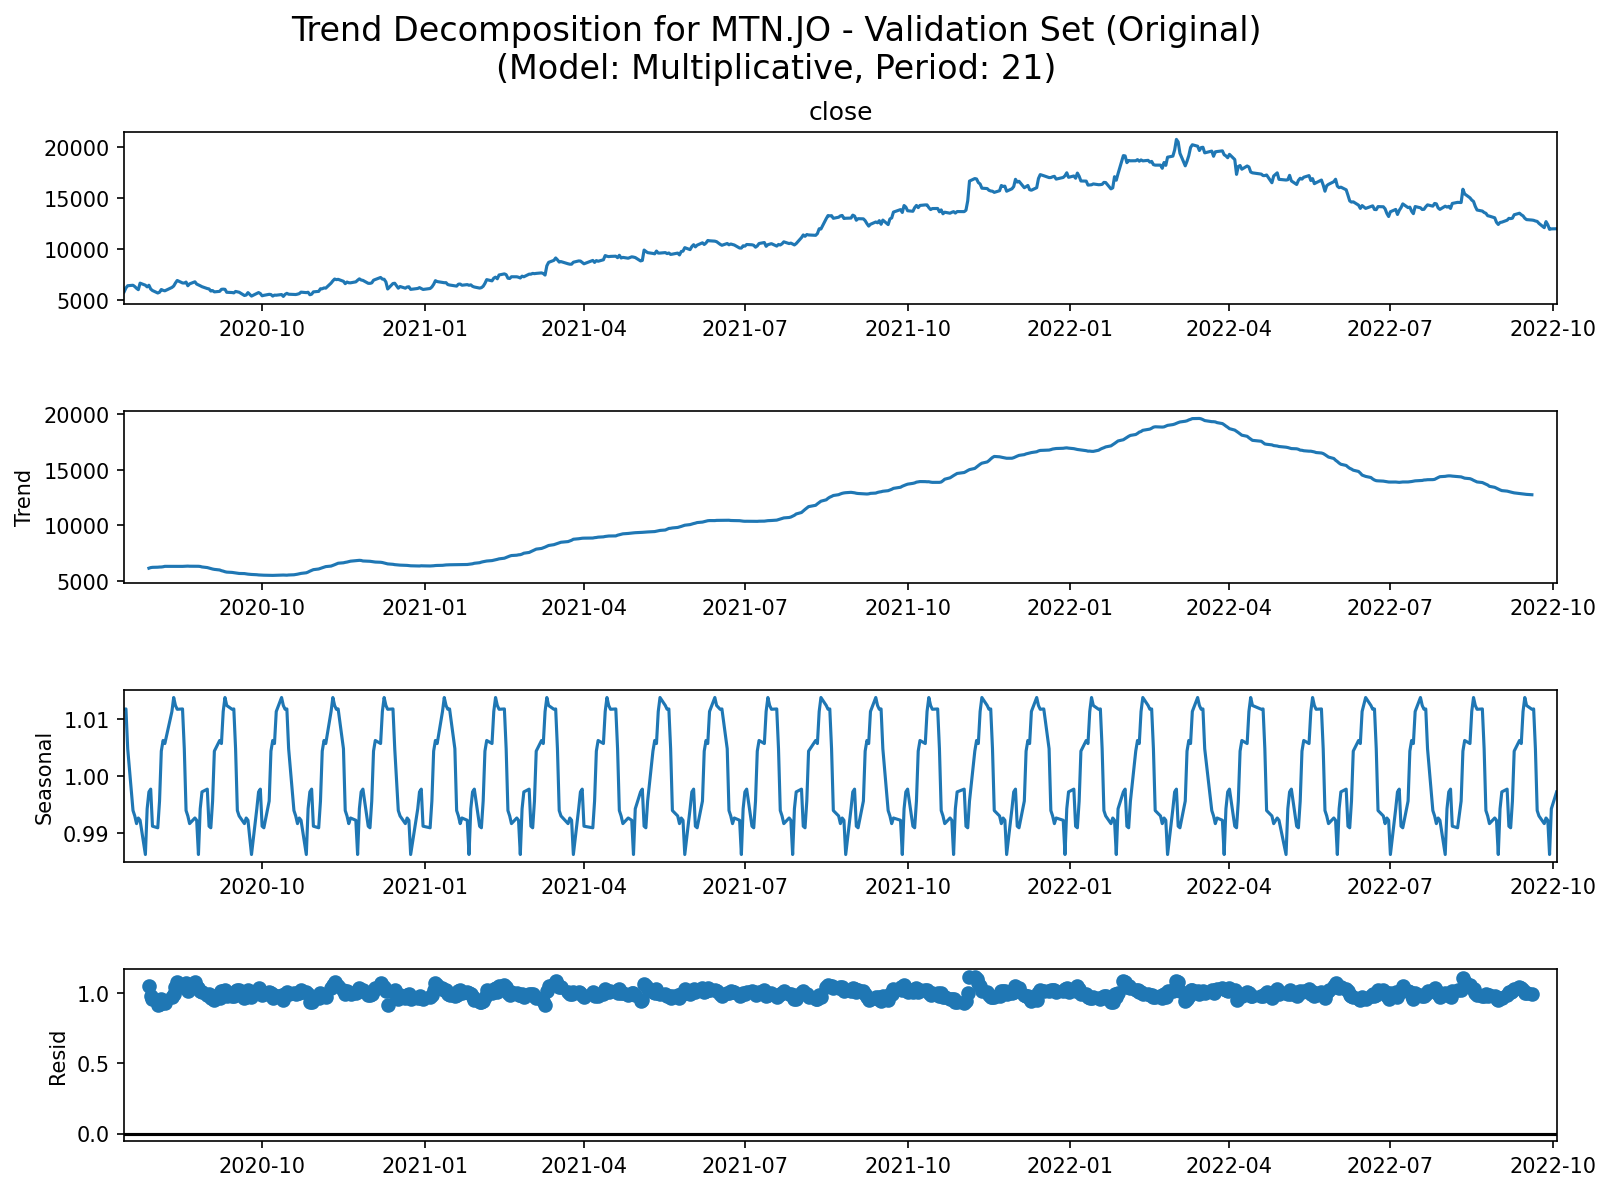 Trend Decomposition for MTN.JO - Validation Set (Original)
(Model: Multiplicative, Period: 21)
close
20000
15000
10000
5000
2020-10 2021-01 2021-04 2021-07 2021-10 2022-01 2022-04 2022-07 2022-10
Trend
20000
15000
10000
5000
2020-10 2021-01 2021-04 2021-07 2021-10 2022-01 2022-04 2022-07 2022-10
Seasonal
1.01
1.00
0.99
2020-10 2021-01 2021-04 2021-07 2021-10 2022-01 2022-04 2022-07 2022-10
Resid
1.0
0.5
0.0
2020-10 2021-01 2021-04 2021-07 2021-10 2022-01 2022-04 2022-07 2022-10